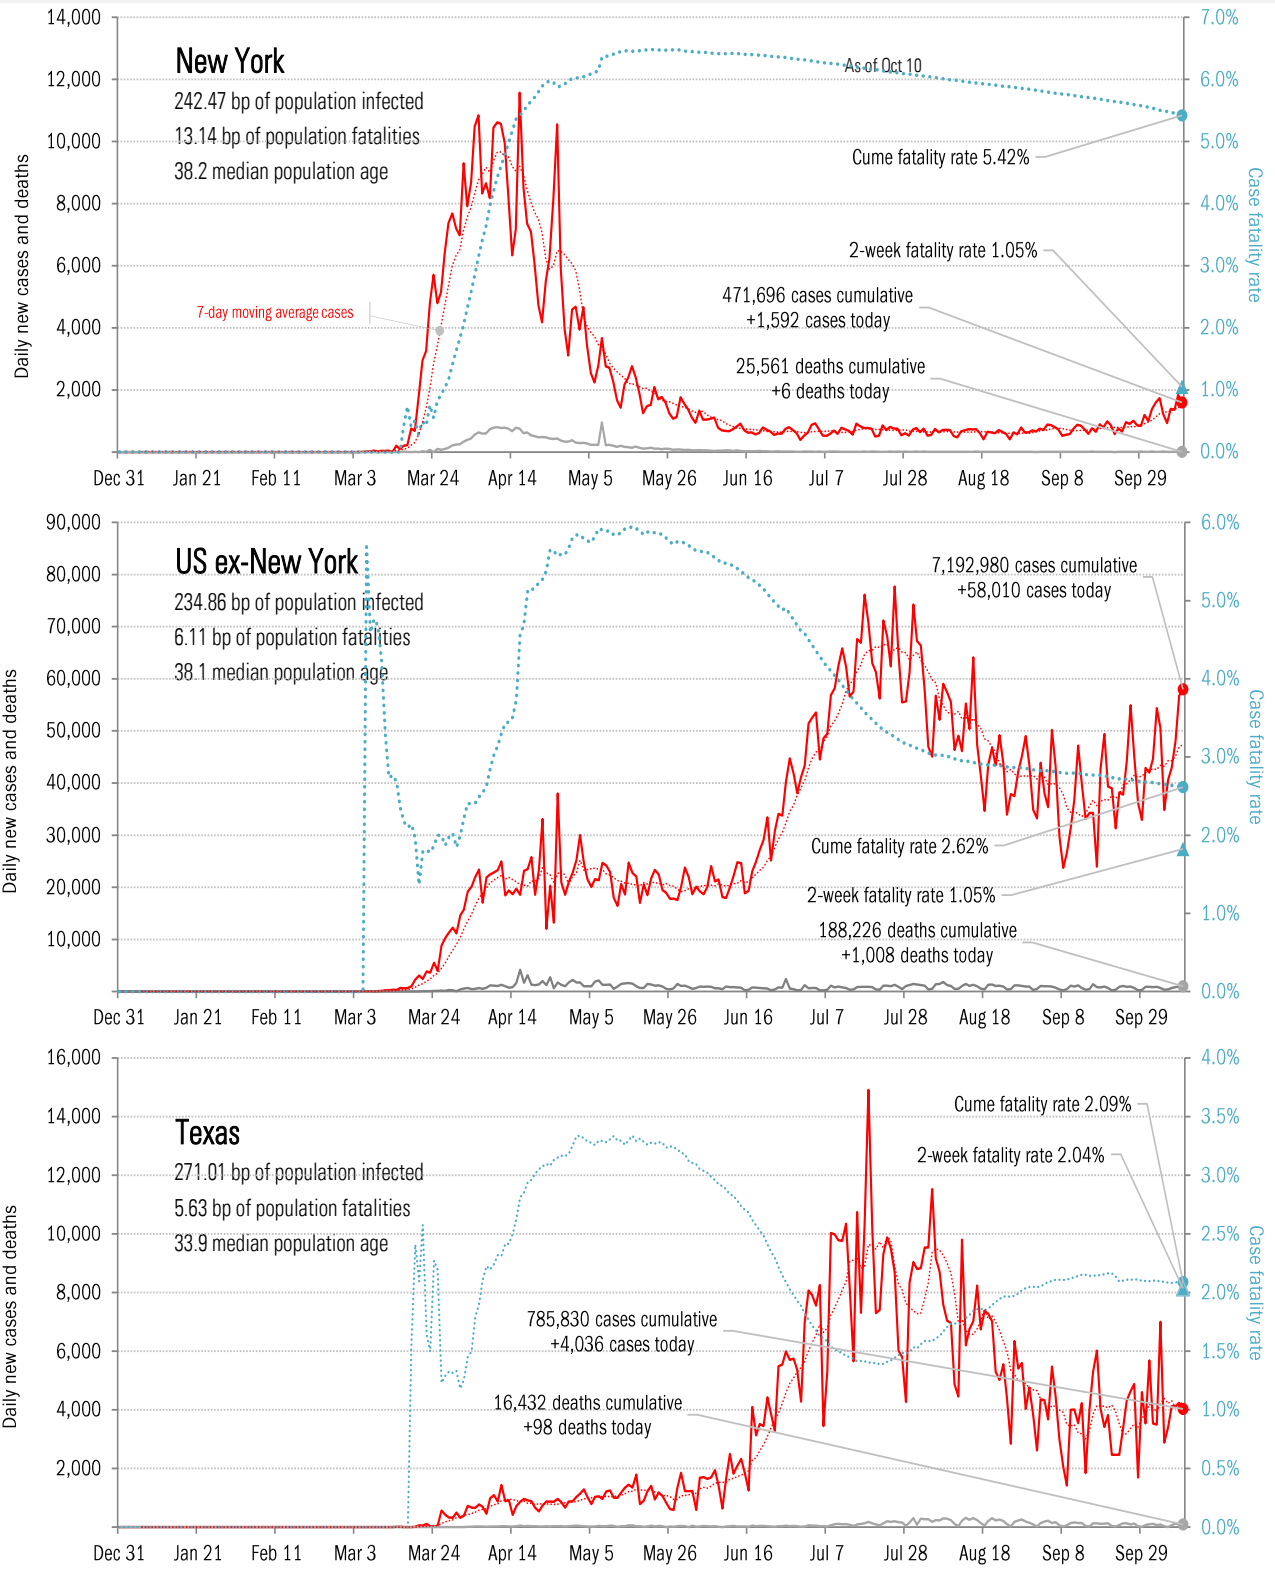 14,000
12,000
10,000
8,000
6,000
4,000
2,000
7.0%
6.0%
5.0%
4.0%
3.0%
2.0%
1.0%
0.0%
Daily new cases and deaths
Case fatality rate
New York
242.47 bp of population infected
13.14 bp of population fatalities
38.2 median population age
As of Oct 10
Cume fatality rate 5.42%
2-week fatality rate 1.05%
471,696 cases cumulative
+1,592 cases today
25,561 deaths cumulative
+6 deaths today
7-day moving average cases
Dec 31 Jan 21 Feb 11 Mar 3 Mar 24 Apr 14 May 5 May 26 Jun 16 Jul 7 Jul 28 Aug 18 Sep 8 Sep 29
90,000
80,000
70,000
60,000
50,000
40,000
30,000
20,000
10,000
6.0%
5.0%
4.0%
3.0%
2.0%
1.0%
0.0%
Daily new cases and deaths
Case fatality rate
US ex-New York
234.86 bp of population infected
6.11 bp of population fatalities
38.1 median population age
7,192,980 cases cumulative
+58,010 cases today
Cume fatality rate 2.62%
2-week fatality rate 1.05%
188,226 deaths cumulative
+1,008 deaths today
Dec 31 Jan 21 Feb 11 Mar 3 Mar 24 Apr 14 May 5 May 26 Jun 16 Jul 7 Jul 28 Aug 18 Sep 8 Sep 29
16,000
14,000
12,000
10,000
8,000
6,000
4,000
2,000
4.0%
3.5%
3.0%
2.5%
2.0%
1.5%
1.0%
0.5%
0.0%
Daily new cases and deaths
Case fatality rate
Texas
271.01 bp of population infected
5.63 bp of population fatalities
33.9 median population age
Cume fatality rate 2.09%
2-week fatality rate 2.04%
785,830 cases cumulative
+4,036 cases today
16,432 deaths cumulative
+98 deaths today
Dec 31 Jan 21 Feb 11 Mar 3 Mar 24 Apr 14 May 5 May 26 Jun 16 Jul 7 Jul 28 Aug 18 Sep 8 Sep 29